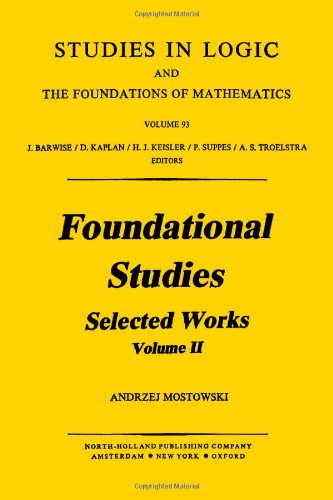 STUDIES IN LOGIC
AND
THE FOUNDATIONS OF MATHEMATICS
VOLUME 93
J. BARWISE / D. KAPLAN / H. J. KEISLER / P. SUPPES / A. S. TROELSTRA
EDITORS
Foundational
Studies
Selected Works
Volume II
ANDRZEJ MOSTOWSKI
NORTH-HOLLAND PUBLISHING COMPANY
AMSTERDAM • NEW YORK • OXFORD